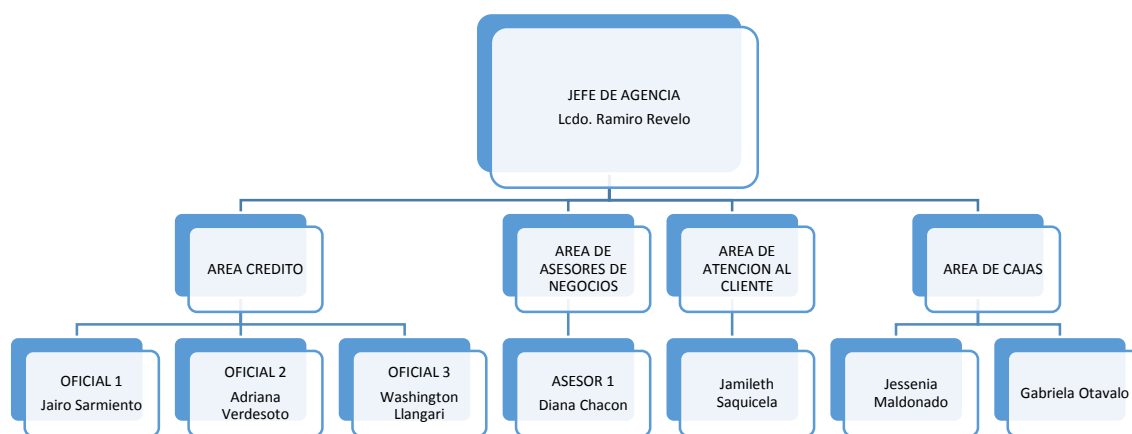 JEFE DE AGENCIA
Lcdo. Ramiro Revelo
AREA CREDITO
AREA DE
ASESORES DE
NEGOCIOS
AREA DE
ATENCION AL
CLIENTE
AREA DE CAJAS
OFICIAL 1
Jairo Sarmiento
OFICIAL 2
Adriana
Verdesoto
OFICIAL 3
Washington
Llangari
ASESOR 1
Diana Chacon
Jamileth
Saquicela
Jessenia
Maldonado
Gabriela Otavalo